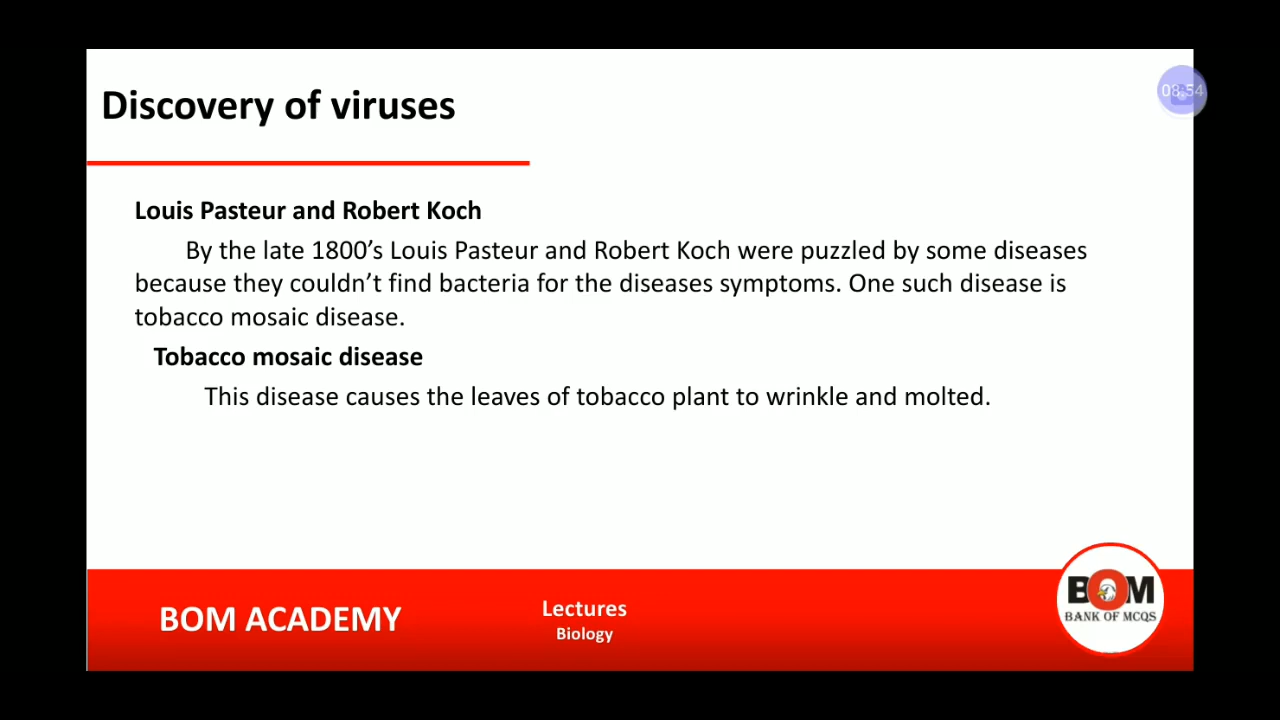 Discovery of viruses
08:54
Louis Pasteur and Robert Koch
By the late 1800’s Louis Pasteur and Robert Koch were puzzled by some diseases
because they couldn’t find bacteria for the diseases symptoms. One such disease is
tobacco mosaic disease.
Tobacco mosaic disease
This disease causes the leaves of tobacco plant to wrinkle and molted.
BOM ACADEMY
Lectures
Biology
BOM
BANK OF MCQS